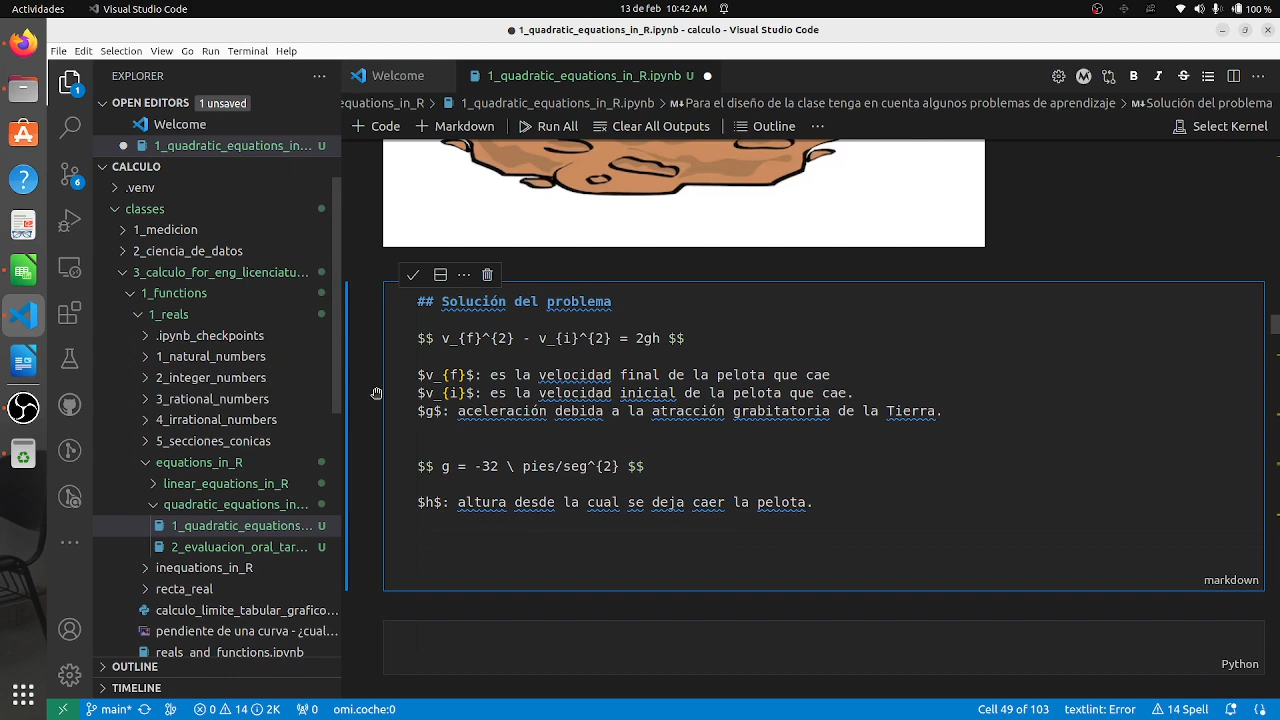 Actividades Visual Studio Code 13 de feb 10:42 AM 100 %
1_quadratic_equations_in_R.ipynb - calculo - Visual Studio Code
File Edit Selection View Go Run Terminal Help
EXPLORER
Welcome 1_quadratic_equations_in_R.ipynb U
OPEN EDITORS 1 unsaved
equations_in_R > 1_quadratic_equations_in_R.ipynb > Para el diseño de la clase tenga en cuenta algunos problemas de aprendizaje > Solución del problema
Welcome
+ Code + Markdown Run All Clear All Outputs Outline ... Select Kernel
1_quadratic_equations_in... U
CALCULO
.venv
classes
1_medicion
2_ciencia_de_datos
3_calculo_for_eng_licenciatu...
1_functions
1_reals
.ipynb_checkpoints
1_natural_numbers
2_integer_numbers
3_rational_numbers
4_irrational_numbers
5_secciones_conicas
equations_in_R
linear_equations_in_R
quadratic_equations_in...
1_quadratic_equations... U
2_evaluacion_oral_tar... U
inequations_in_R
recta_real
calculo_limite_tabular_grafico...
pendiente de una curva - ¿cual...
reals_and_functions.ipynb
OUTLINE
TIMELINE
## Solución del problema
$$ v_{f}^{2} - v_{i}^{2} = 2gh $$
$v_{f}$: es la velocidad final de la pelota que cae
$v_{i}$: es la velocidad inicial de la pelota que cae.
$g$: aceleración debida a la atracción grabitatoria de la Tierra.
$$ g = -32 \ pies/seg^{2} $$
$h$: altura desde la cual se deja caer la pelota.
markdown
Python
main* 0 14 2K 0 omi.coche:0 Cell 49 of 103 textlint: Error 14 Spell
1
6